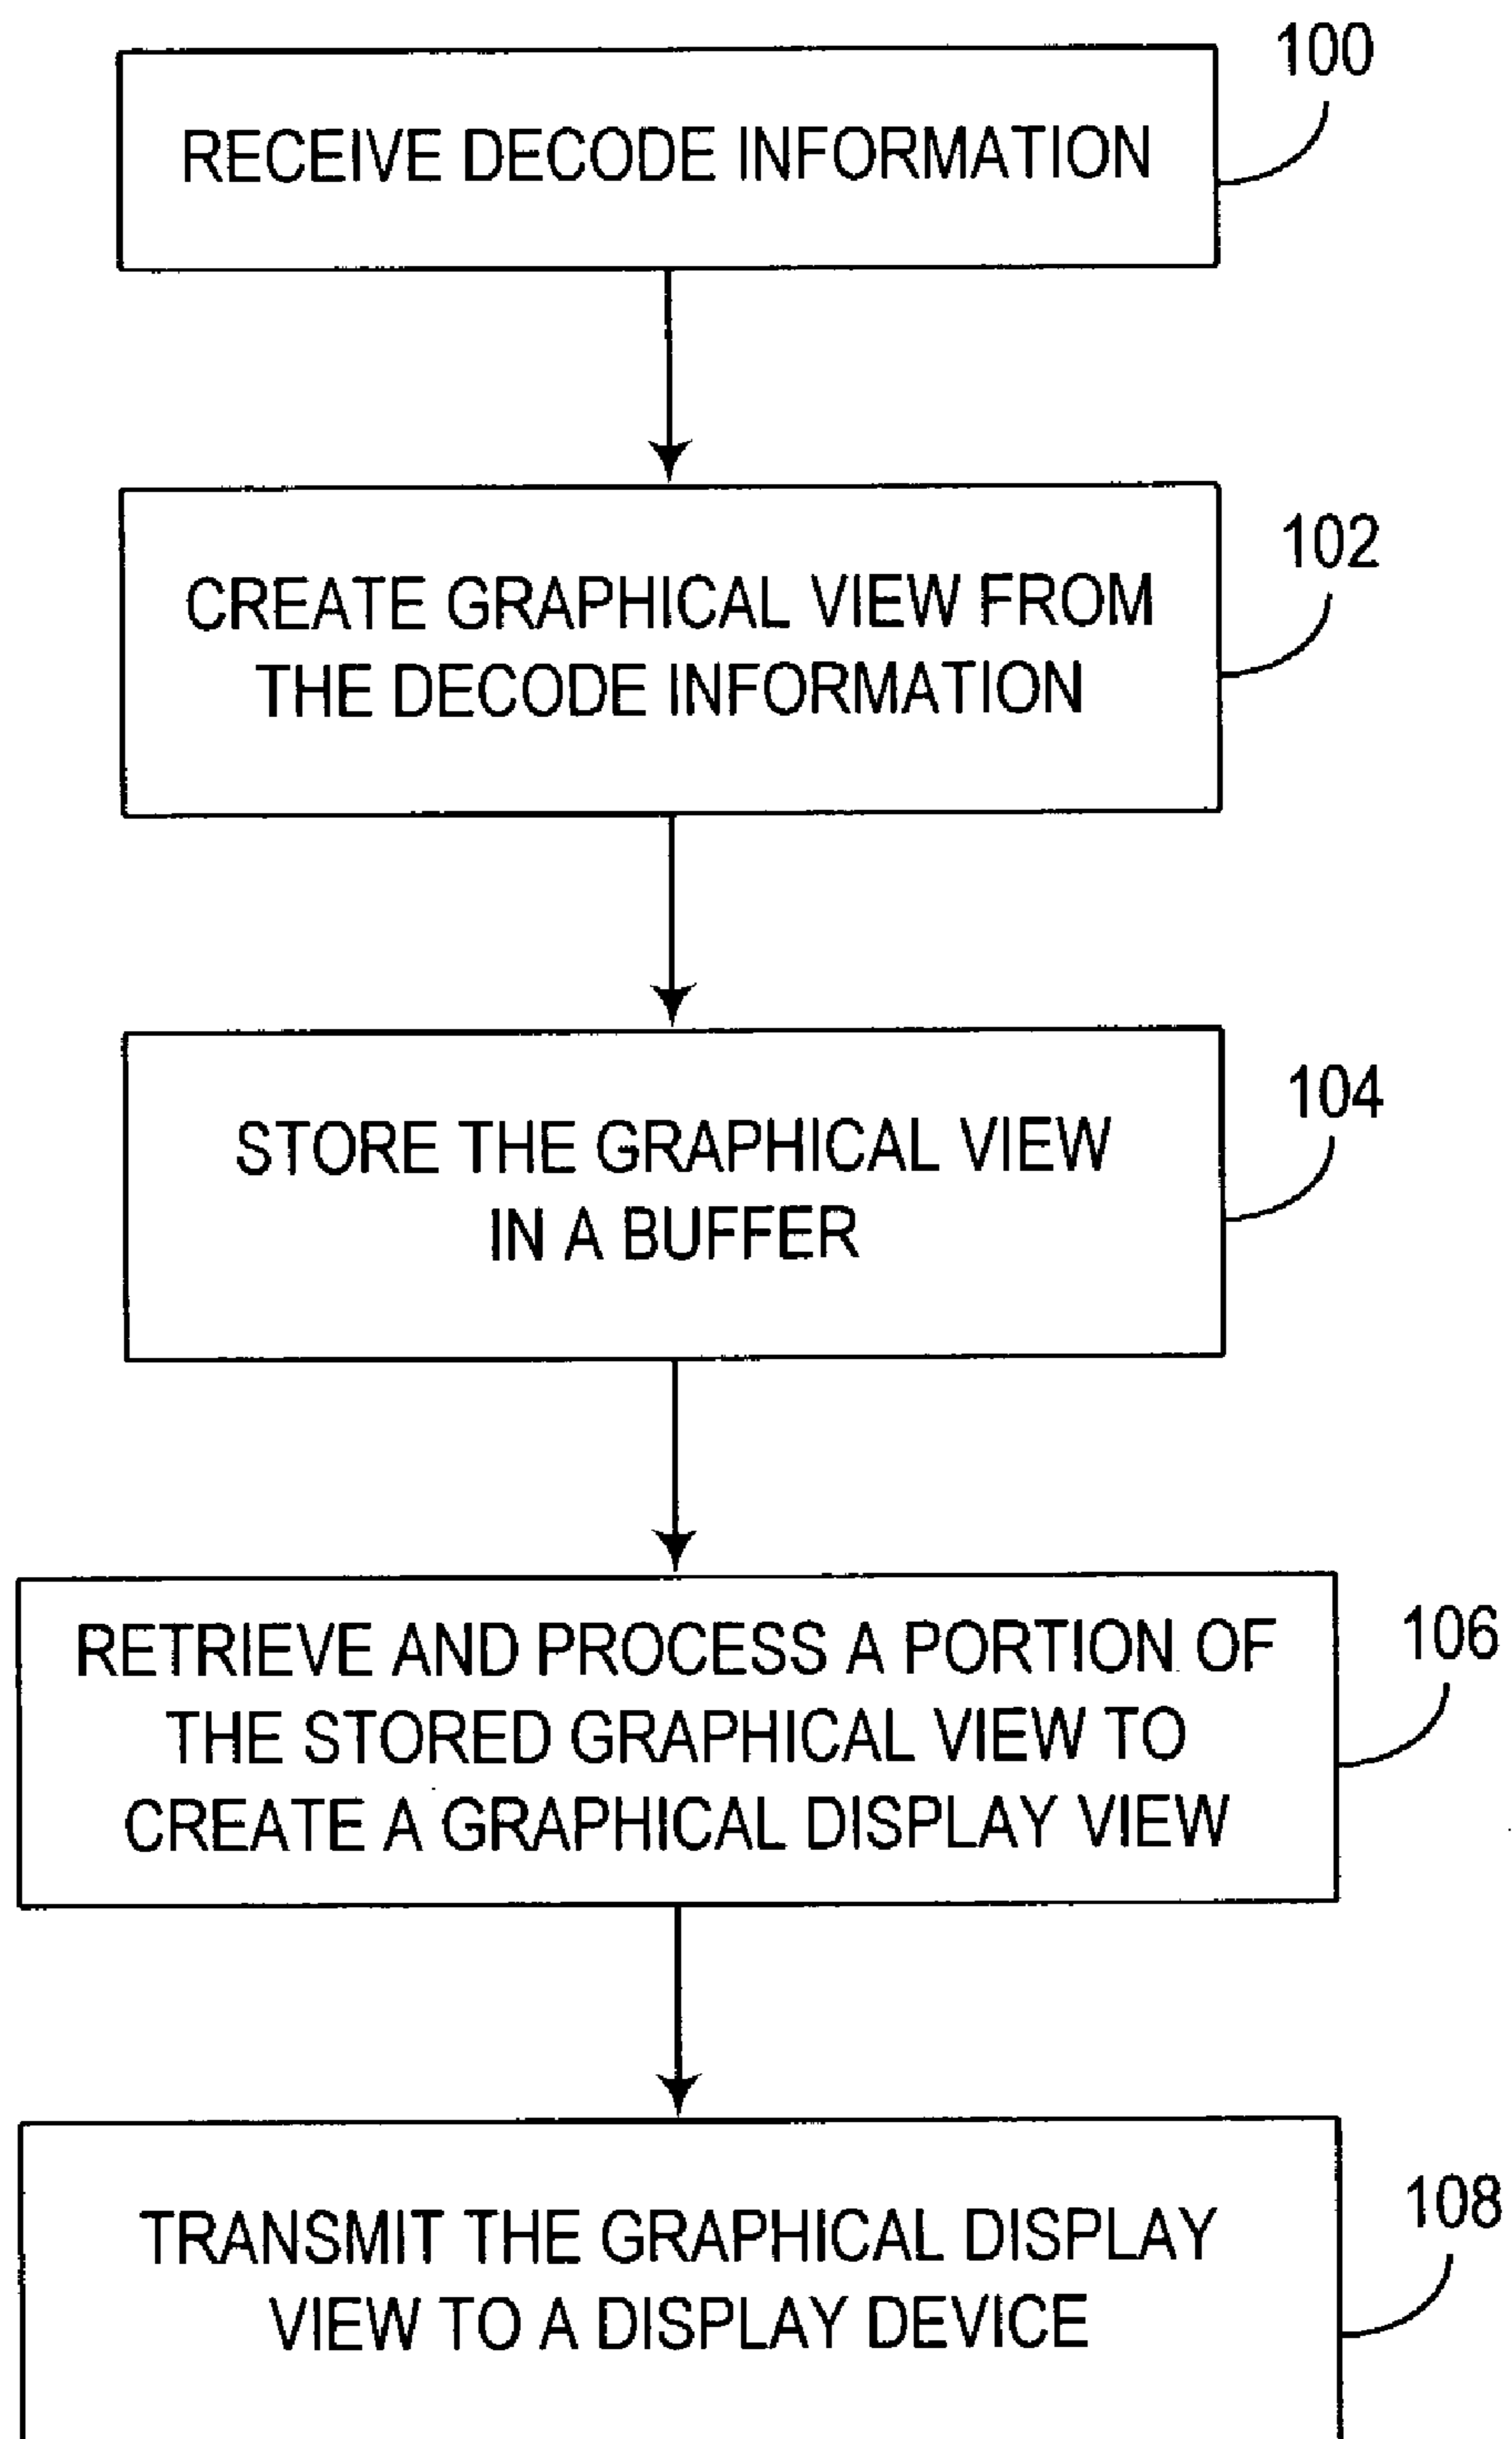 100
RECEIVE DECODE INFORMATION
102
CREATE GRAPHICAL VIEW FROM
THE DECODE INFORMATION
104
STORE THE GRAPHICAL VIEW
IN A BUFFER
106
RETRIEVE AND PROCESS A PORTION OF
THE STORED GRAPHICAL VIEW TO
CREATE A GRAPHICAL DISPLAY VIEW
108
TRANSMIT THE GRAPHICAL DISPLAY
VIEW TO A DISPLAY DEVICE